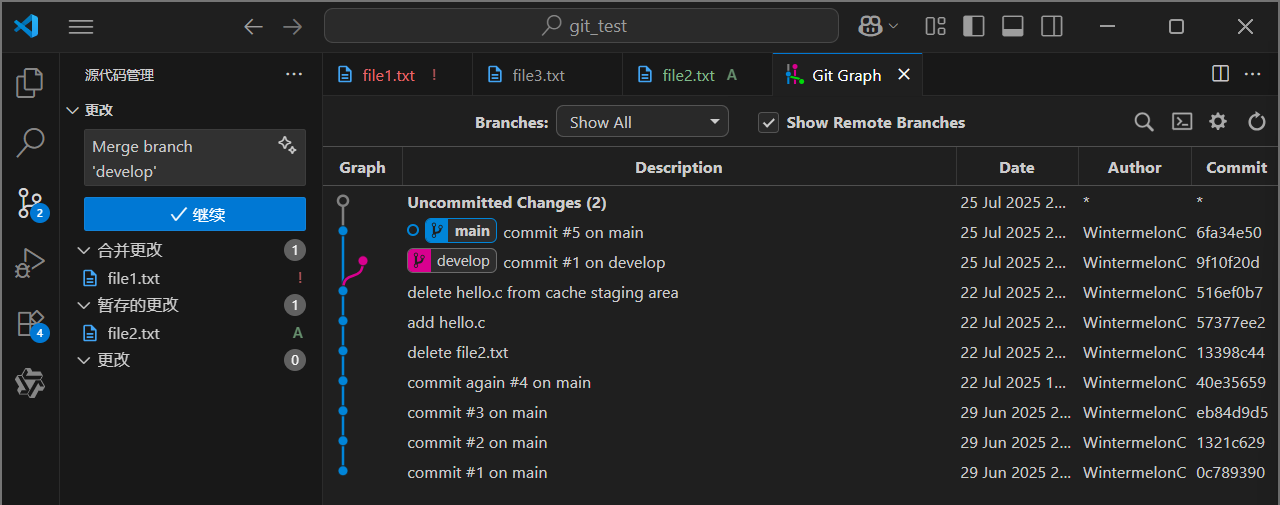 git_test
源代码管理
file1.txt !
file3.txt
file2.txt A
Git Graph
更改
Merge branch
'develop'
继续
合并更改 1
file1.txt !
暂存的更改 1
file2.txt A
更改 0
2
4
Branches: Show All Show Remote Branches
Graph Description Date Author Commit
Uncommitted Changes (2) 25 Jul 2025 2... * *
main commit #5 on main 25 Jul 2025 2... WintermelonC 6fa34e50
develop commit #1 on develop 25 Jul 2025 2... WintermelonC 9f10f20d
delete hello.c from cache staging area 22 Jul 2025 2... WintermelonC 516ef0b7
add hello.c 22 Jul 2025 2... WintermelonC 57377ee2
delete file2.txt 22 Jul 2025 2... WintermelonC 13398c44
commit again #4 on main 22 Jul 2025 1... WintermelonC 40e35659
commit #3 on main 29 Jun 2025 2... WintermelonC eb84d9d5
commit #2 on main 29 Jun 2025 2... WintermelonC 1321c629
commit #1 on main 29 Jun 2025 2... WintermelonC 0c789390